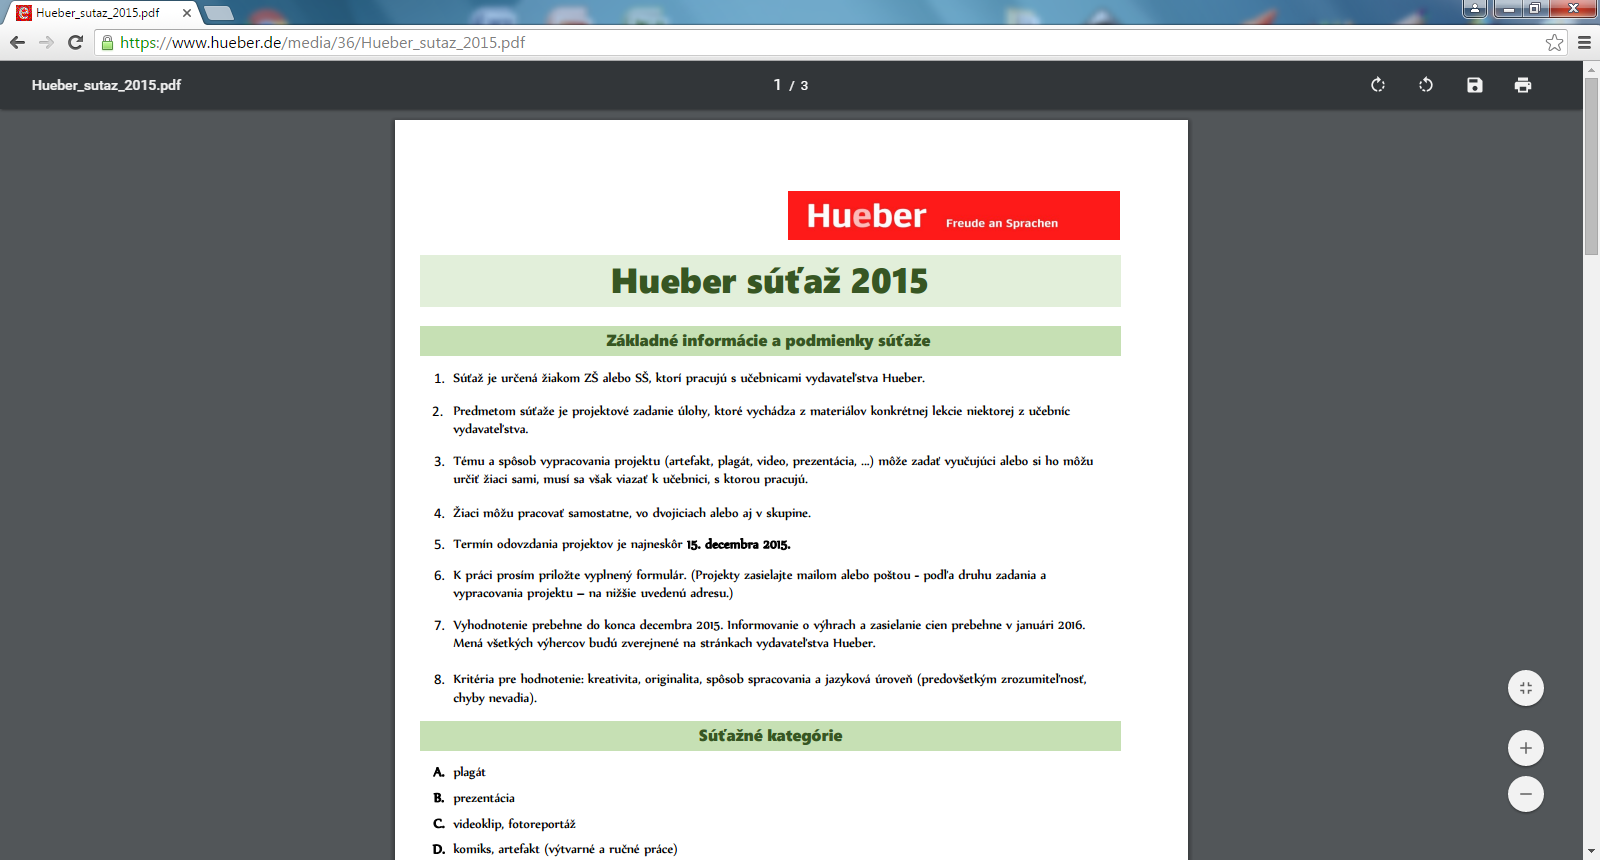 Hueber_sutaz_2015.pdf
https://www.hueber.de/media/36/Hueber_sutaz_2015.pdf
Hueber_sutaz_2015.pdf
1 / 3
Hueber Freude an Sprachen
Hueber súťaž 2015
Základné informácie a podmienky súťaže
1. Súťaž je určená žiakom ZŠ alebo SŠ, ktorí pracujú s učebnicami vydavateľstva Hueber.
2. Predmetom súťaže je projektové zadanie úlohy, ktoré vychádza z materiálov konkrétnej lekcie niektorej z učebníc
vydavateľstva.
3. Tému a spôsob vypracovania projektu (artefakt, plagát, video, prezentácia, ...) môže zadať vyučujúci alebo si ho môžu
určiť žiaci sami, musí sa však viazať k učebnici, s ktorou pracujú.
4. Žiaci môžu pracovať samostatne, vo dvojiciach alebo aj v skupine.
5. Termín odovzdania projektov je najneskôr 15. decembra 2015.
6. K práci prosím priložte vyplnený formulár. (Projekty zasielajte mailom alebo poštou - podľa druhu zadania a
vypracovania projektu – na nižšie uvedenú adresu.)
7. Vyhodnotenie prebehne do konca decembra 2015. Informovanie o výhrach a zasielanie cien prebehne v januári 2016.
Mená všetkých výhercov budú zverejnené na stránkach vydavateľstva Hueber.
8. Kritéria pre hodnotenie: kreativita, originalita, spôsob spracovania a jazyková úroveň (predovšetkým zrozumiteľnosť,
chyby nevadia).
Súťažné kategórie
A. plagát
B. prezentácia
C. videoklip, fotoreportáž
D. komiks, artefakt (výtvarné a ručné práce)